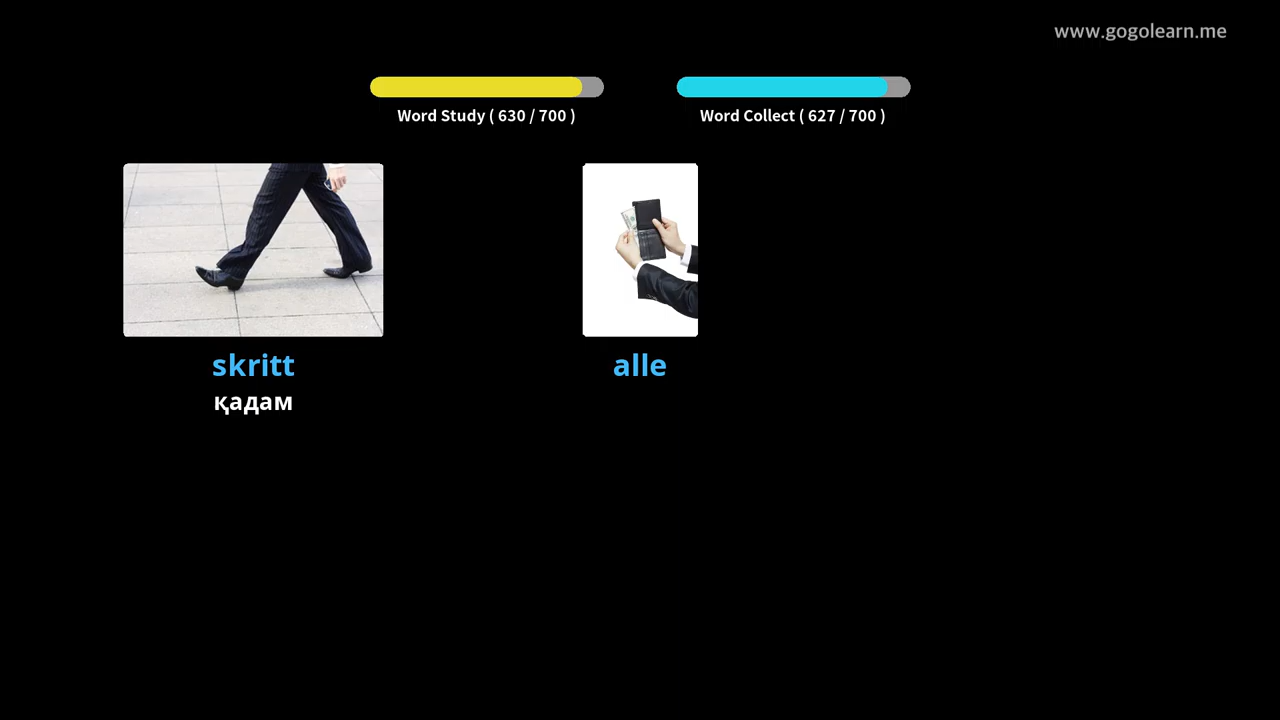 www.gogolearn.me
Word Study ( 630 / 700 )
Word Collect ( 627 / 700 )
skritt
қадам
alle